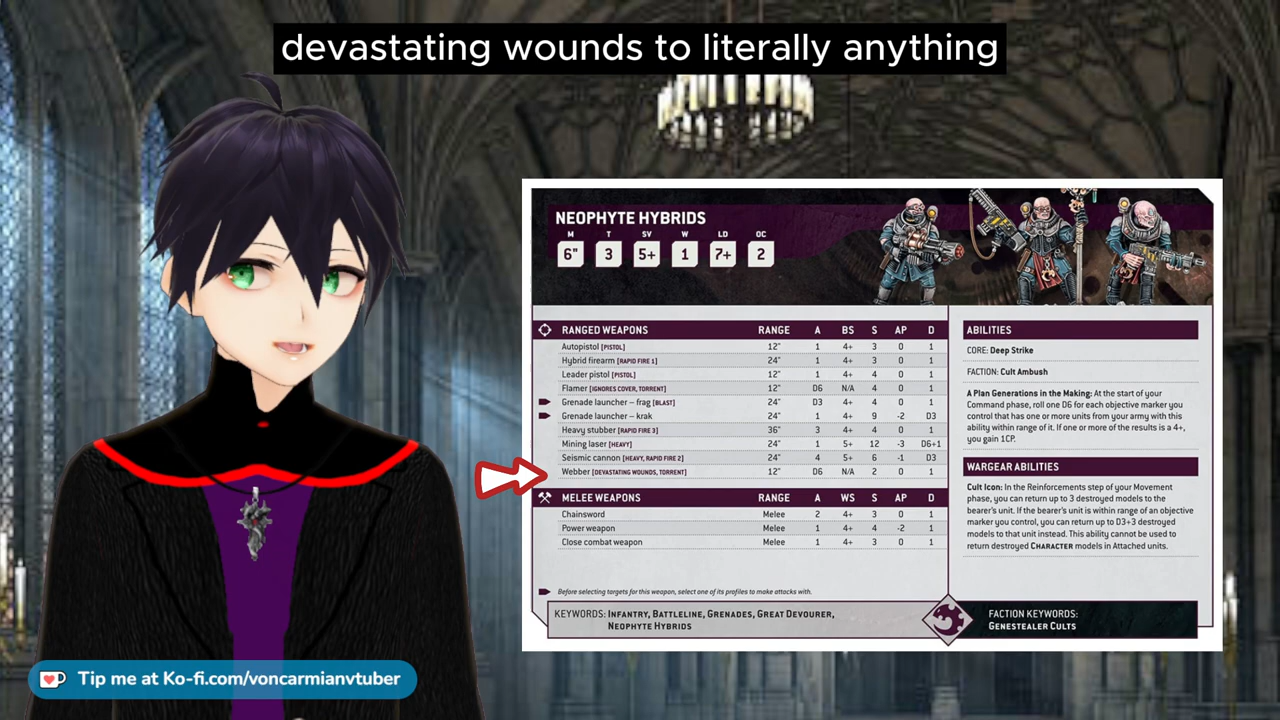 devastating wounds to literally anything
NEOPHYTE HYBRIDS
M T SV W LD OC
6" 3 5+ 1 7+ 2
RANGED WEAPONS RANGE A BS S AP D
Autopistol [PISTOL] 12" 1 4+ 3 0 1
Hybrid firearm [RAPID FIRE 1] 24" 1 4+ 3 0 1
Leader pistol [PISTOL] 12" 1 4+ 4 0 1
Flamer [IGNORES COVER, TORRENT] 12" D6 N/A 4 0 1
Grenade launcher – frag [BLAST] 24" D3 4+ 4 0 1
Grenade launcher – krak 24" 1 4+ 9 -2 D3
Heavy stubber [RAPID FIRE 3] 36" 3 4+ 4 0 1
Mining laser [HEAVY] 24" 1 5+ 12 -3 D6+1
Seismic cannon [HEAVY, RAPID FIRE 2] 24" 4 5+ 6 -1 D3
Webber [DEVASTATING WOUNDS, TORRENT] 12" D6 N/A 2 0 1
MELEE WEAPONS RANGE A WS S AP D
Chainsword Melee 2 4+ 3 0 1
Power weapon Melee 1 4+ 4 -2 1
Close combat weapon Melee 1 4+ 3 0 1
Before selecting targets for this weapon, select one of its profiles to make attacks with.
KEYWORDS: INFANTRY, BATTLELINE, GRENADES, GREAT DEVOURER,
NEOPHYTE HYBRIDS
ABILITIES
CORE: Deep Strike
FACTION: Cult Ambush
A Plan Generations in the Making: At the start of your
Command phase, roll one D6 for each objective marker you
control that has one or more units from your army with this
ability within range of it. If one or more of the results is a 4+,
you gain 1CP.
WARGEAR ABILITIES
Cult Icon: In the Reinforcements step of your Movement
phase, you can return up to 3 destroyed models to the
bearer's unit. If the bearer's unit is within range of an objective
marker you control, you can return up to D3+3 destroyed
models to that unit instead. This ability cannot be used to
return destroyed CHARACTER models in Attached units.
FACTION KEYWORDS:
GENESTEALER CULTS
Tip me at Ko-fi.com/voncarmianvtuber